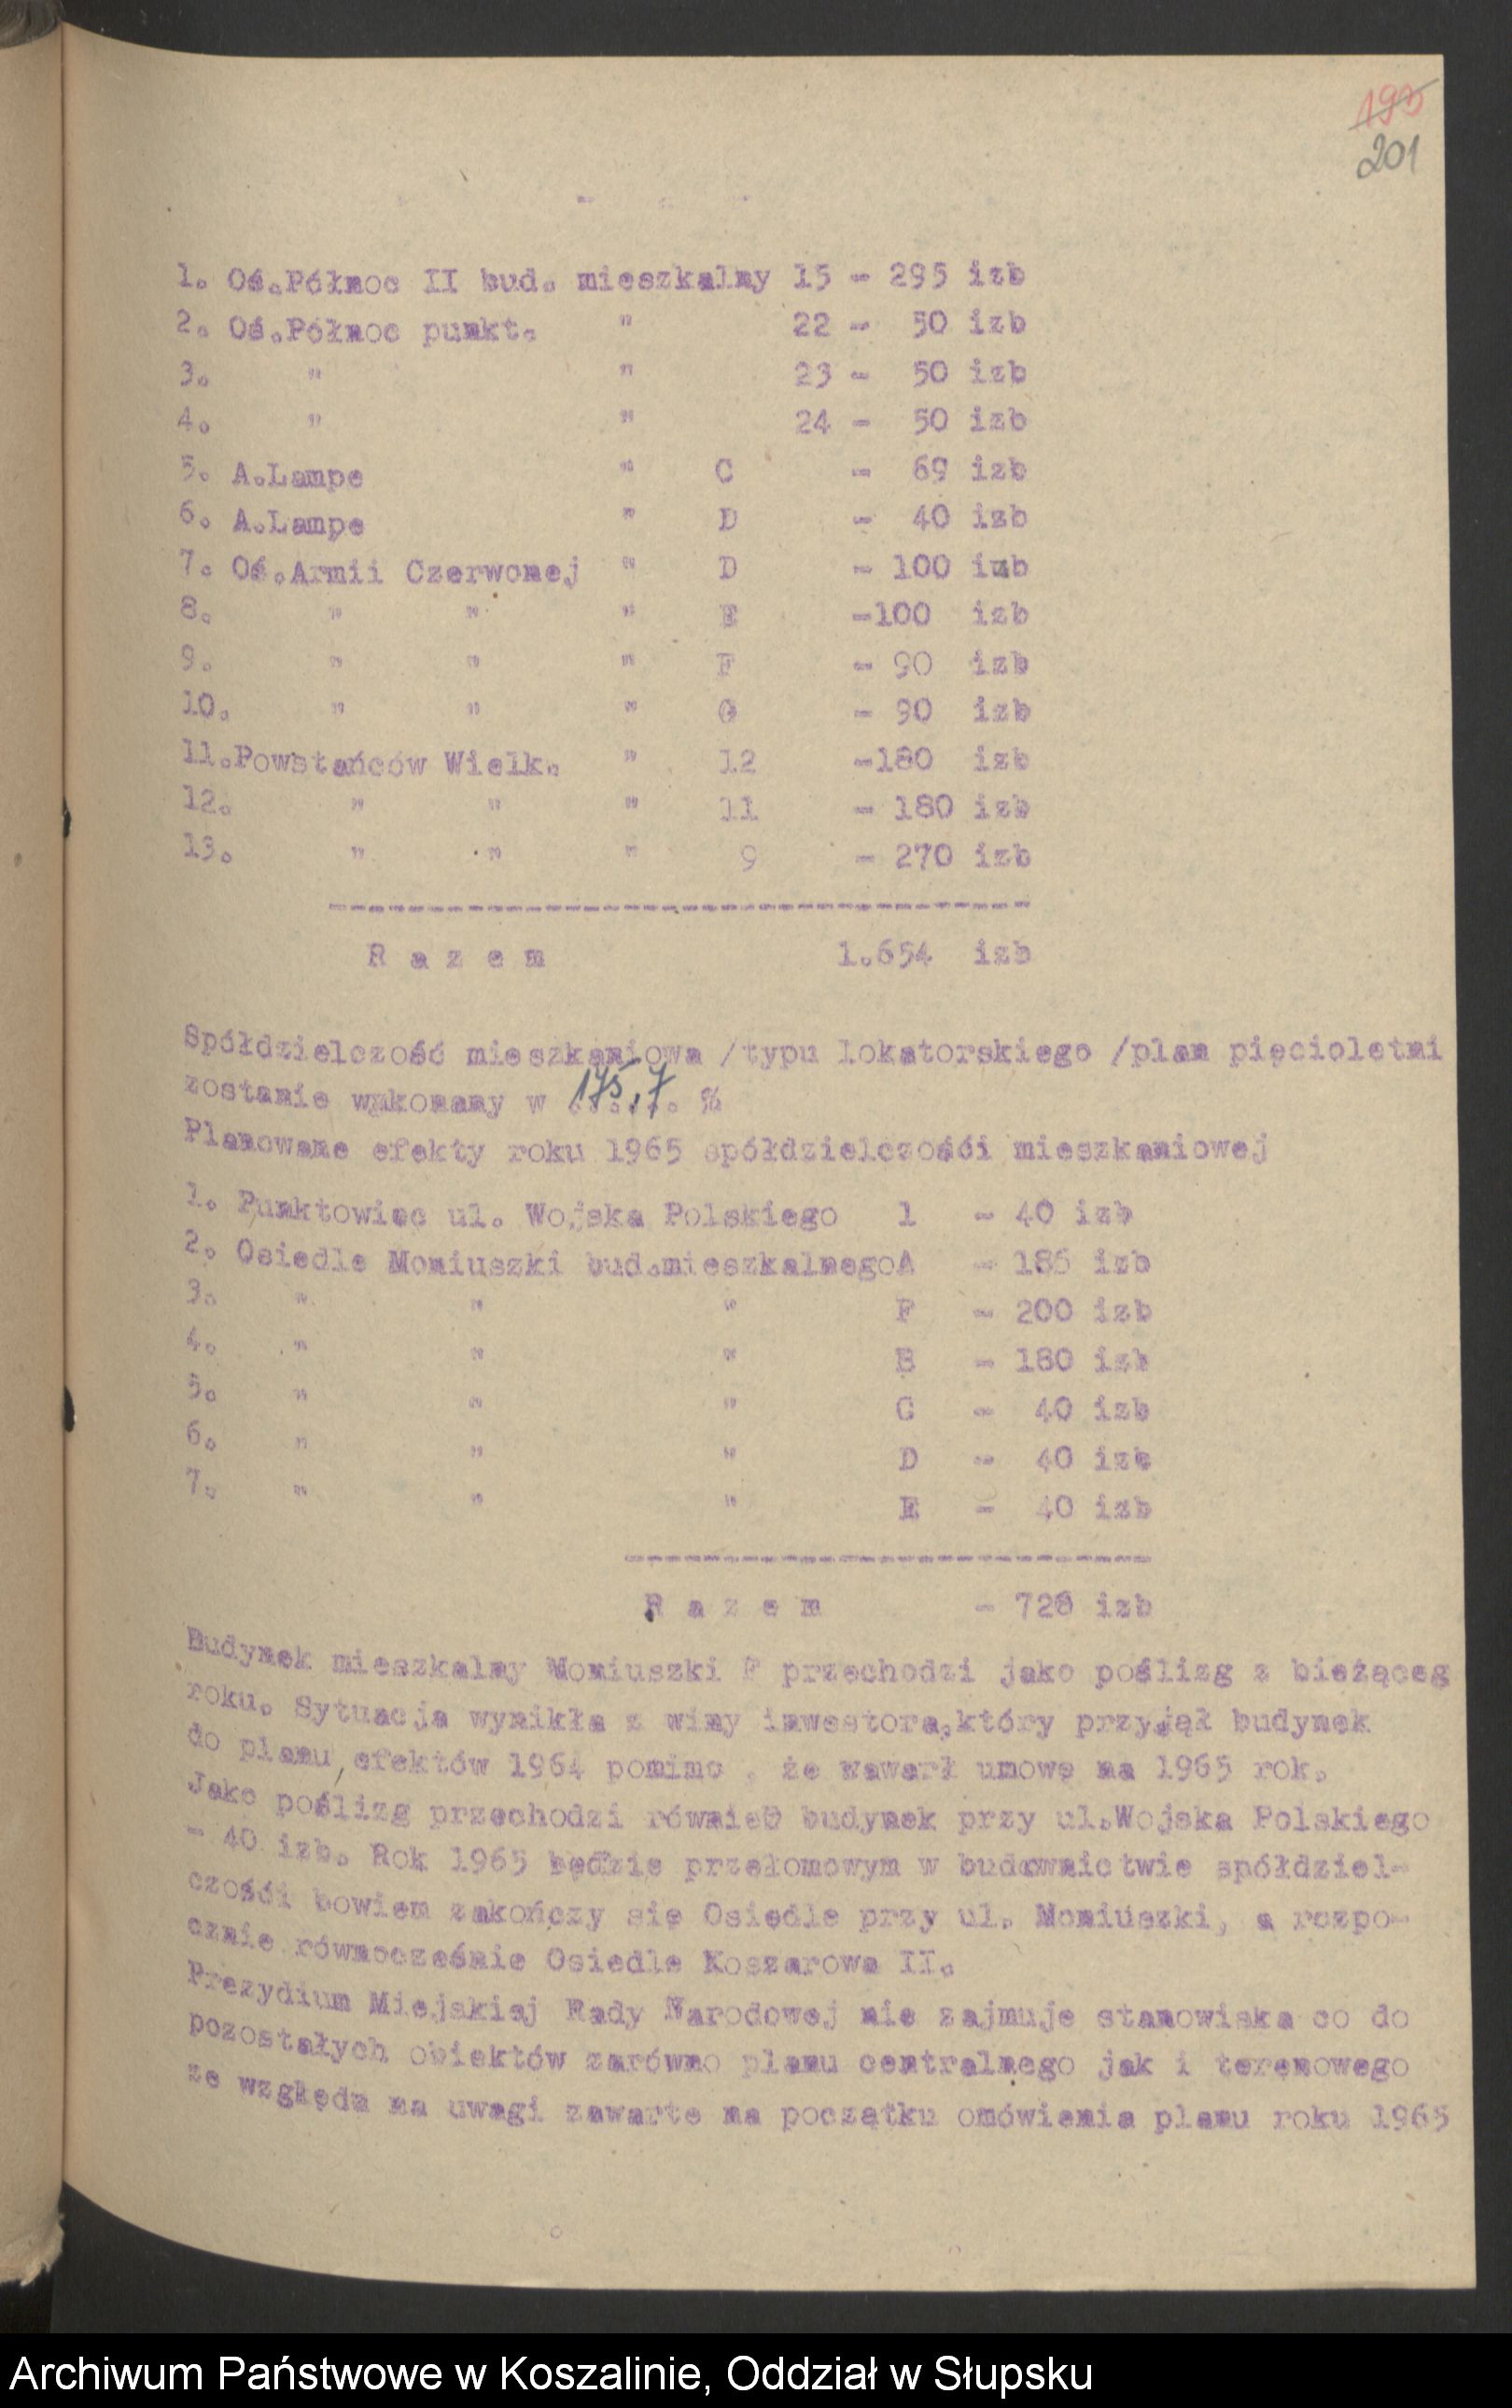 193
201
1. Oś.Północ II bud. mieszkalny 15 - 295 izb
2. Oś.Północ punkt. " 22 - 50 izb
3. " " 23 - 50 izb
4. " " 24 - 50 izb
5. A.Lampe " C - 69 izb
6. A.Lampe " D - 40 izb
7. Oś.Armii Czerwonej " D - 100 izb
8. " " " E -100 izb
9. " " " F - 90 izb
10. " " " G - 90 izb
11.Powstańców Wielk. " 12 -180 izb
12. " " " 11 - 180 izb
13. " " " 9 - 270 izb
R a z e m 1.654 izb
Spółdzielczość mieszkaniowa /typu lokatorskiego /plan pięcioletni
zostanie wykonany w 175,7 %
Planowane efekty roku 1965 spółdzielczośći mieszkaniowej
1. Punktowiec ul. Wojska Polskiego 1 - 40 izb
2. Osiedle Moniuszki bud.mieszkalnegoA - 185 izb
3. " " " F - 200 izb
4. " " " B - 180 izb
5. " " " C - 40 izb
6. " " " D - 40 izb
7. " " " E - 40 izb
R a z e m - 728 izb
Budynek mieszkalny Moniuszki F przechodzi jako poślizg z bieżąceg
roku. Sytuacja wynikła z winy inwestora,który przyjął budynek
do planu efektów 1964 pomimo , że zawarł umowę na 1965 rok.
Jako poślizg przechodzi również budynek przy ul.Wojska Polskiego
- 40 izb. Rok 1965 będzie przełomowym w budownictwie spółdziel-
czośći bowiem zakończy się Osiedle przy ul. Moniuszki, a rozpo-
cznie równocześnie Osiedle Koszarowa II.
Prezydium Miejskiej Rady Narodowej nie zajmuje stanowiska co do
pozostałych obiektów zarówno planu centralnego jak i terenowego
ze względu na uwagi zawarte na początku omówienia planu roku 1965
Archiwum Państwowe w Koszalinie, Oddział w Słupsku